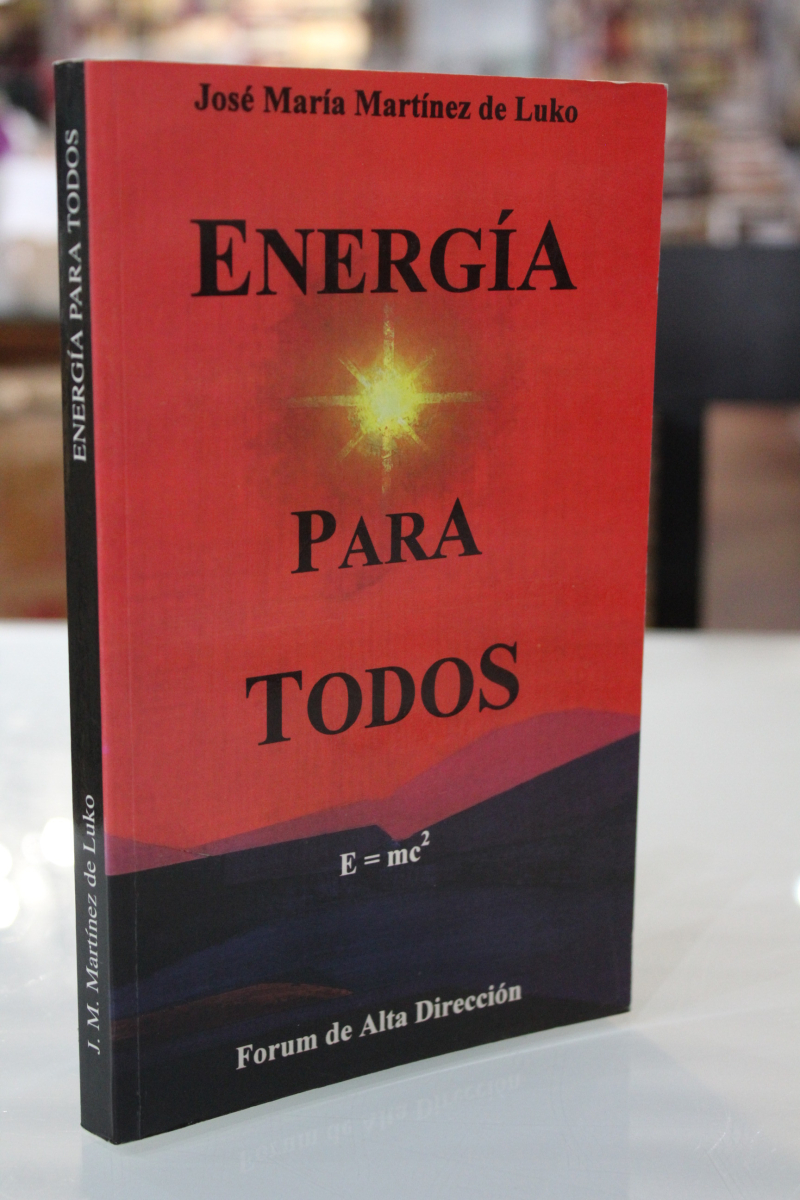 José María Martínez de Luko
ENERGÍA
PARA
TODOS
E = mc²
Forum de Alta Dirección
ENERGÍA PARA TODOS
J. M. Martínez de Luko